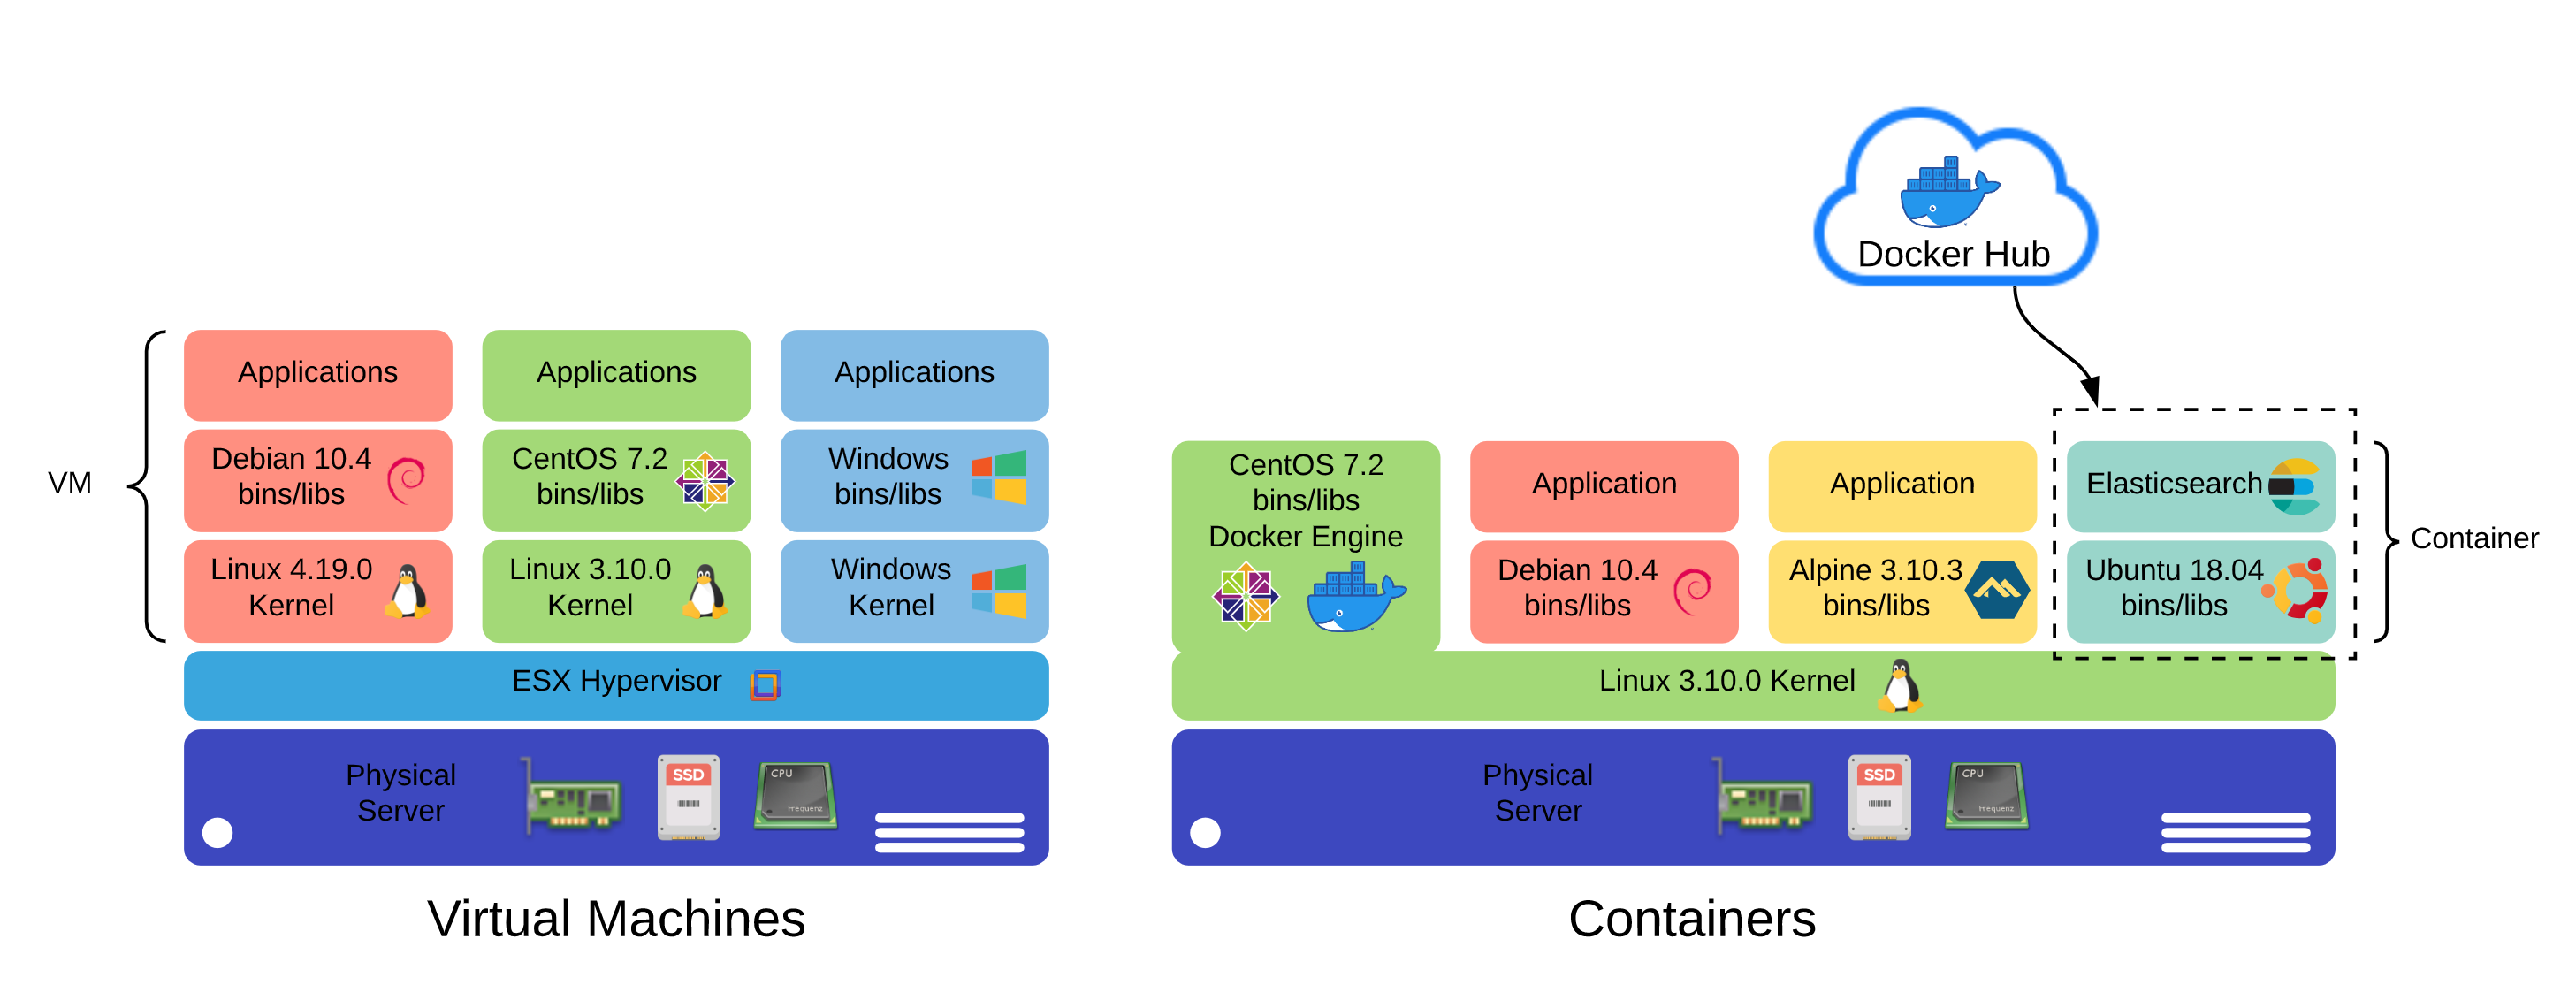 Docker Hub
VM
Applications
Applications
Applications
Debian 10.4
bins/libs
CentOS 7.2
bins/libs
Windows
bins/libs
Linux 4.19.0
Kernel
Linux 3.10.0
Kernel
Windows
Kernel
ESX Hypervisor
Physical
Server
SSD
CPU
Frequenz
Virtual Machines
CentOS 7.2
bins/libs
Docker Engine
Application
Application
Elasticsearch
Debian 10.4
bins/libs
Alpine 3.10.3
bins/libs
Ubuntu 18.04
bins/libs
Container
Linux 3.10.0 Kernel
Physical
Server
SSD
CPU
Frequenz
Containers